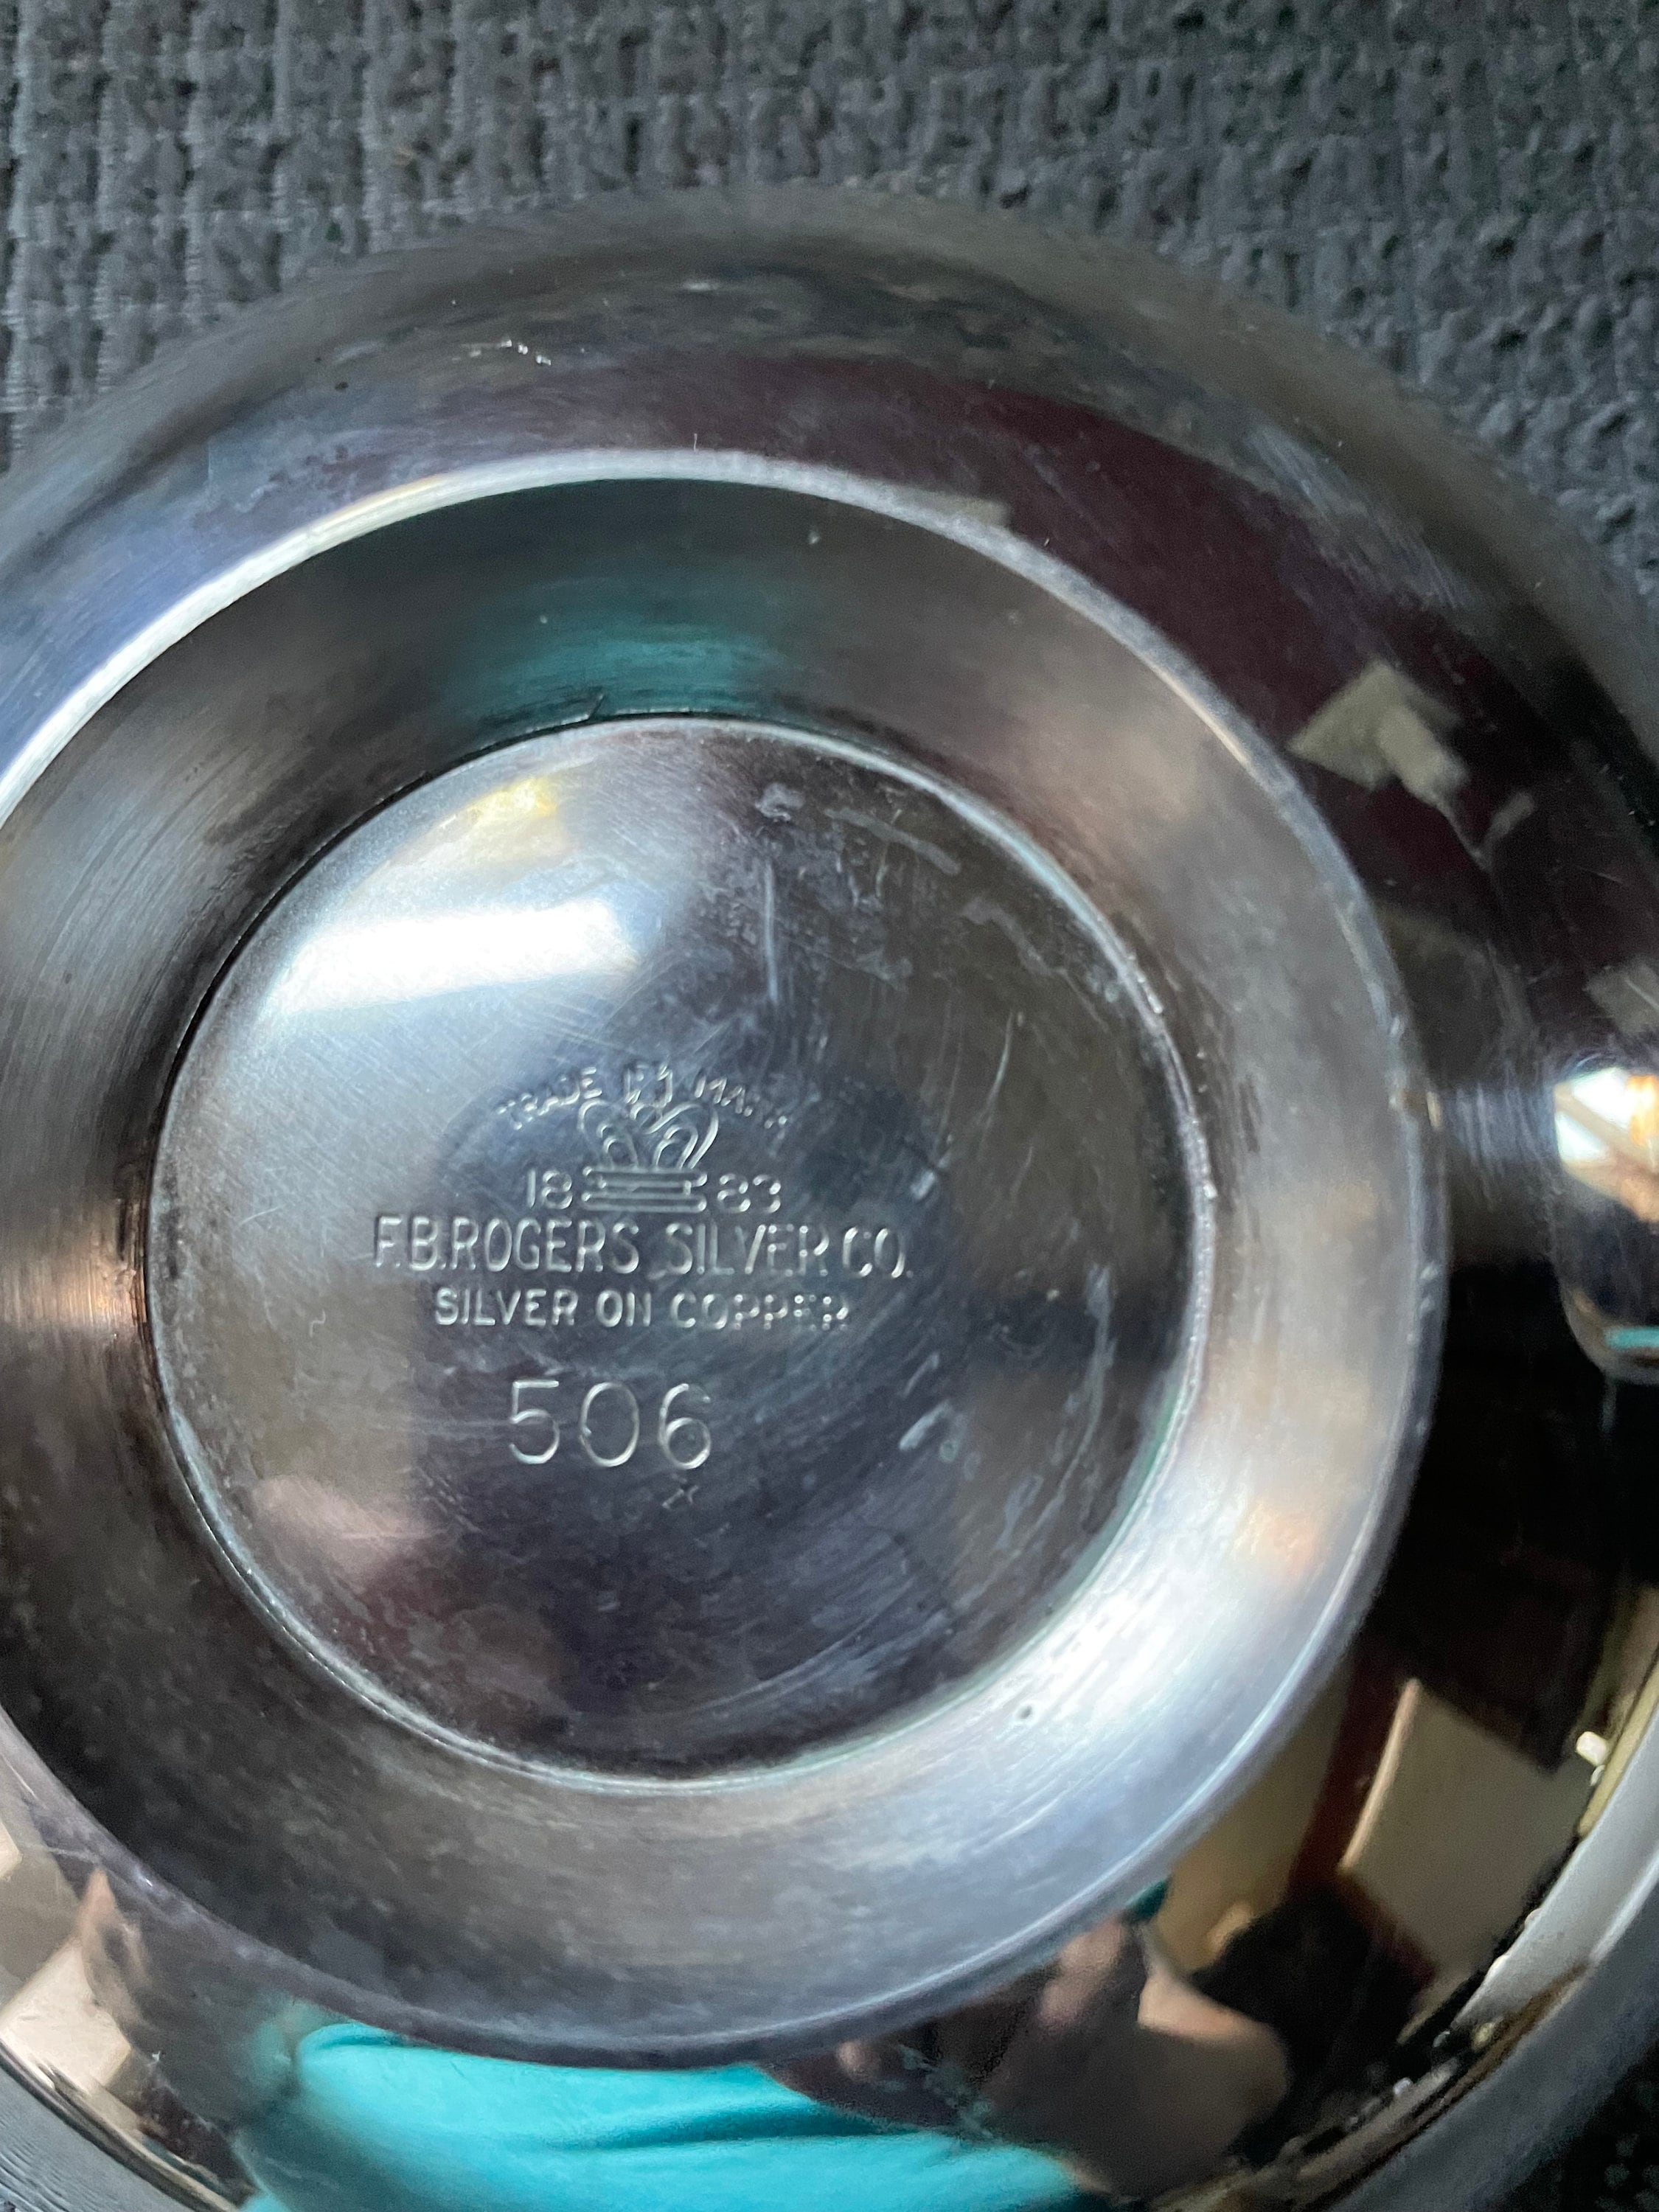 TRADE MARK
18 83
F.B.ROGERS SILVER CO.
SILVER ON COPPER
506